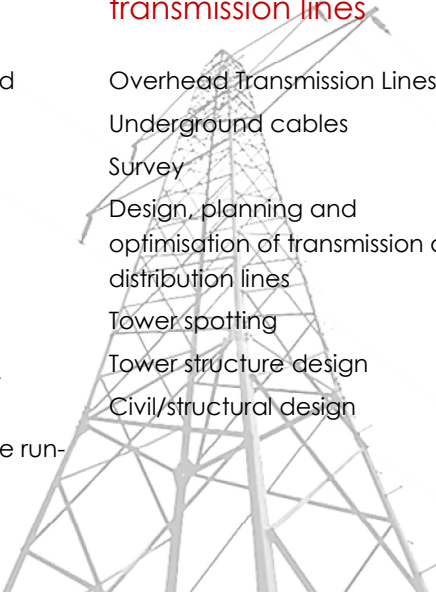 transmission lines
d
Overhead Transmission Lines
Underground cables
Survey
Design, planning and
optimisation of transmission
distribution lines
Tower spotting
Tower structure design
Civil/structural design
e run-